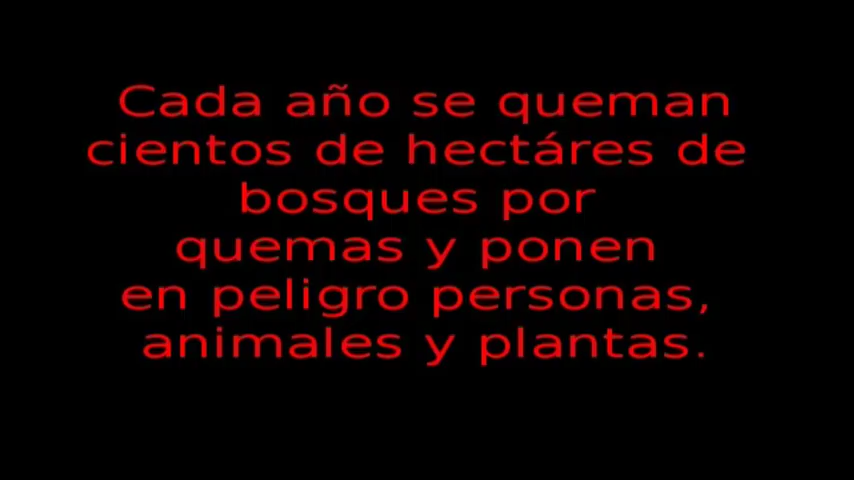 Cada año se queman
cientos de hectáres de
bosques por
quemas y ponen
en peligro personas,
animales y plantas.